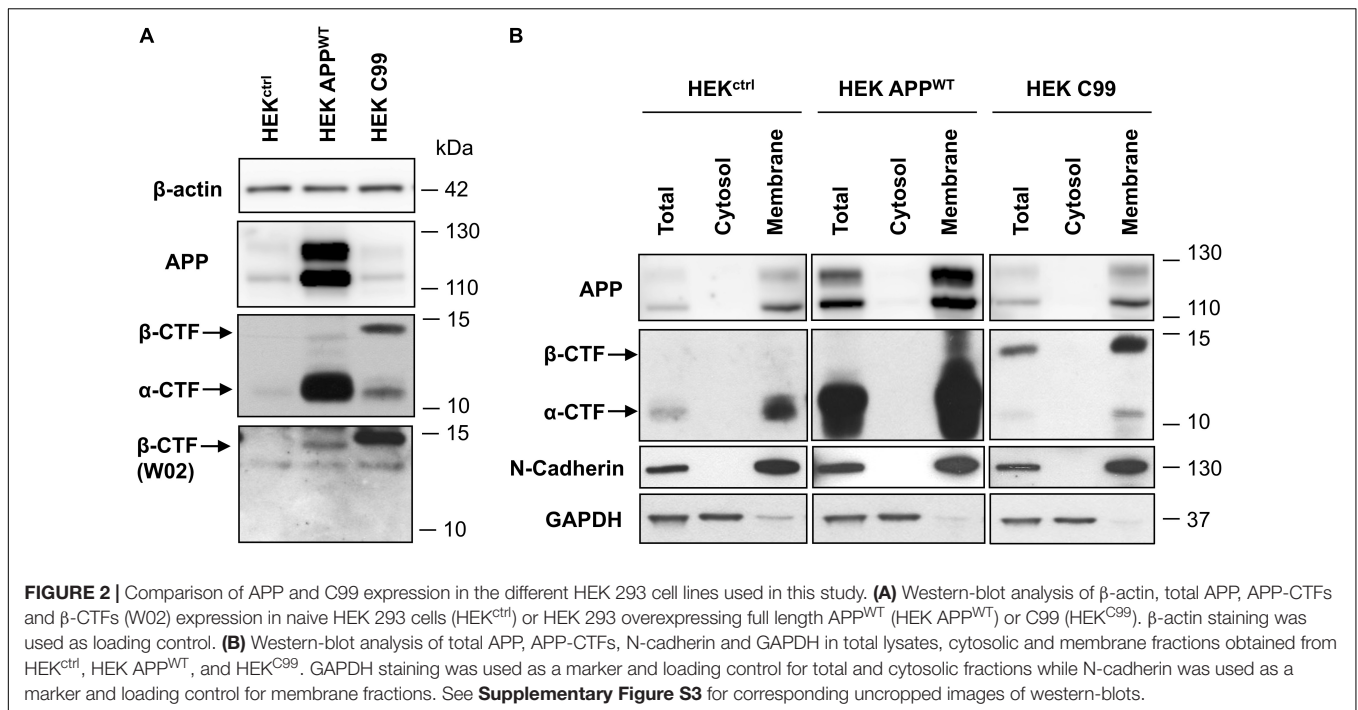 A
HEKctrl
HEK APPWT
HEK C99
kDa
β-actin
42
APP
130
110
β-CTF
15
α-CTF
10
β-CTF
(W02)
15
10
B
HEKctrl HEK APPWT HEK C99
Total Cytosol Membrane Total Cytosol Membrane Total Cytosol Membrane
APP
130
110
β-CTF
15
α-CTF
10
N-Cadherin
130
GAPDH
37
FIGURE 2 | Comparison of APP and C99 expression in the different HEK 293 cell lines used in this study. (A) Western-blot analysis of β-actin, total APP, APP-CTFs
and β-CTFs (W02) expression in naive HEK 293 cells (HEKctrl) or HEK 293 overexpressing full length APPWT (HEK APPWT) or C99 (HEKC99). β-actin staining was
used as loading control. (B) Western-blot analysis of total APP, APP-CTFs, N-cadherin and GAPDH in total lysates, cytosolic and membrane fractions obtained from
HEKctrl, HEK APPWT, and HEKC99. GAPDH staining was used as a marker and loading control for total and cytosolic fractions while N-cadherin was used as a
marker and loading control for membrane fractions. See Supplementary Figure S3 for corresponding uncropped images of western-blots.